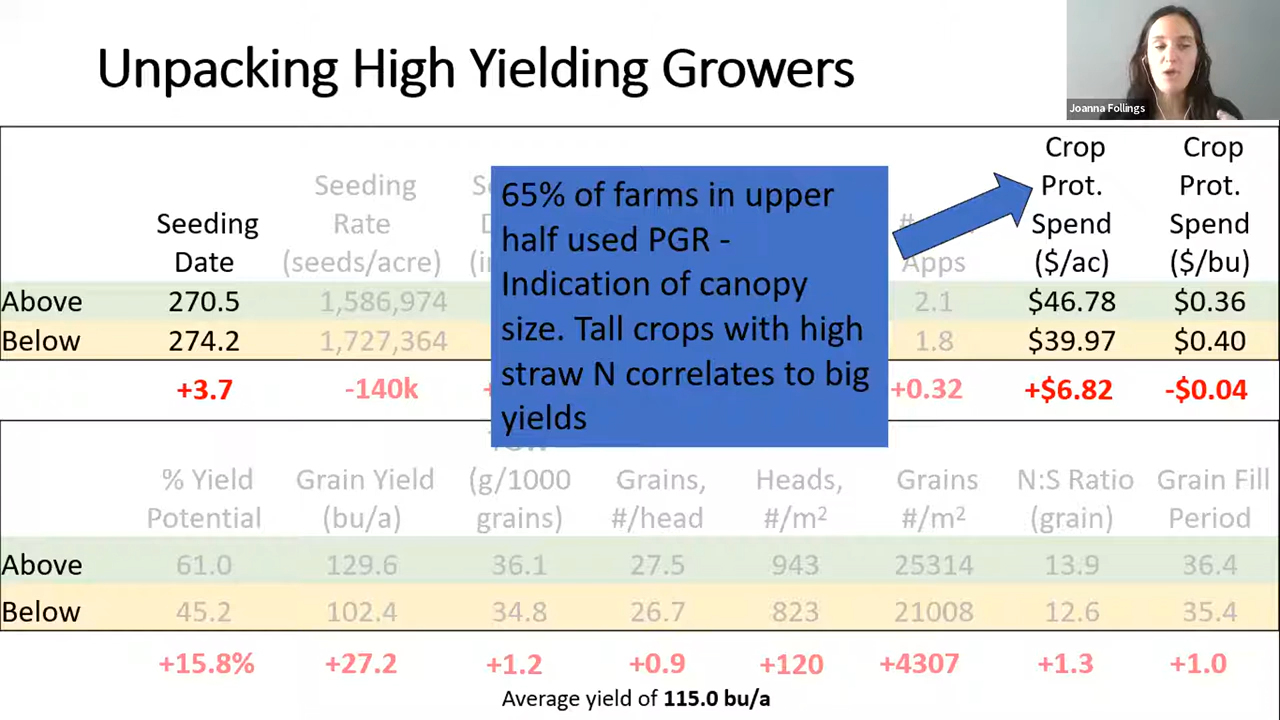 Unpacking High Yielding Growers
Joanna Follings
Seeding Date
Seeding Rate (seeds/acre)
Apps
Crop Prot. Spend ($/ac)
Crop Prot. Spend ($/bu)
Above 270.5 1,586,974 2.1 $46.78 $0.36
Below 274.2 1,727,364 1.8 $39.97 $0.40
+3.7 -140k +0.32 +$6.82 -$0.04
65% of farms in upper
half used PGR -
Indication of canopy
size. Tall crops with high
straw N correlates to big
yields
% Yield Potential
Grain Yield (bu/a)
(g/1000 grains)
Grains, #/head
Heads, #/m²
Grains #/m²
N:S Ratio (grain)
Grain Fill Period
Above 61.0 129.6 36.1 27.5 943 25314 13.9 36.4
Below 45.2 102.4 34.8 26.7 823 21008 12.6 35.4
+15.8% +27.2 +1.2 +0.9 +120 +4307 +1.3 +1.0
Average yield of 115.0 bu/a